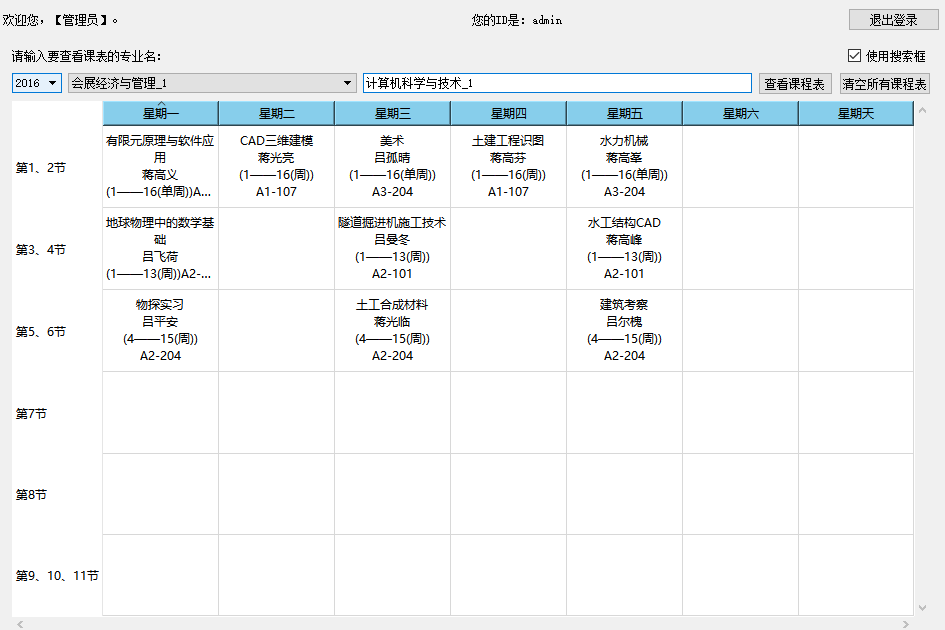 欢迎您，【管理员】。 您的ID是：admin 退出登录
请输入要查看课表的专业名： 使用搜索框
2016 会展经济与管理_1 计算机科学与技术_1 查看课程表 清空所有课程表
星期一 星期二 星期三 星期四 星期五 星期六 星期天
第1、2节
有限元原理与软件应
用
蒋高义
(1——16(单周))A...
CAD三维建模
蒋光亮
(1——16(周))
A1-107
美术
吕孤晴
(1——16(单周))
A3-204
土建工程识图
蒋高芬
(1——16(周))
A1-107
水力机械
蒋高峯
(1——16(单周))
A3-204
第3、4节
地球物理中的数学基
础
吕飞荷
(1——13(周))A2-...
隧道掘进机施工技术
吕曼冬
(1——13(周))
A2-101
水工结构CAD
蒋高峰
(1——13(周))
A2-101
第5、6节
物探实习
吕平安
(4——15(周))
A2-204
土工合成材料
蒋光临
(4——15(周))
A2-204
建筑考察
吕尔槐
(4——15(周))
A2-204
第7节
第8节
第9、10、11节